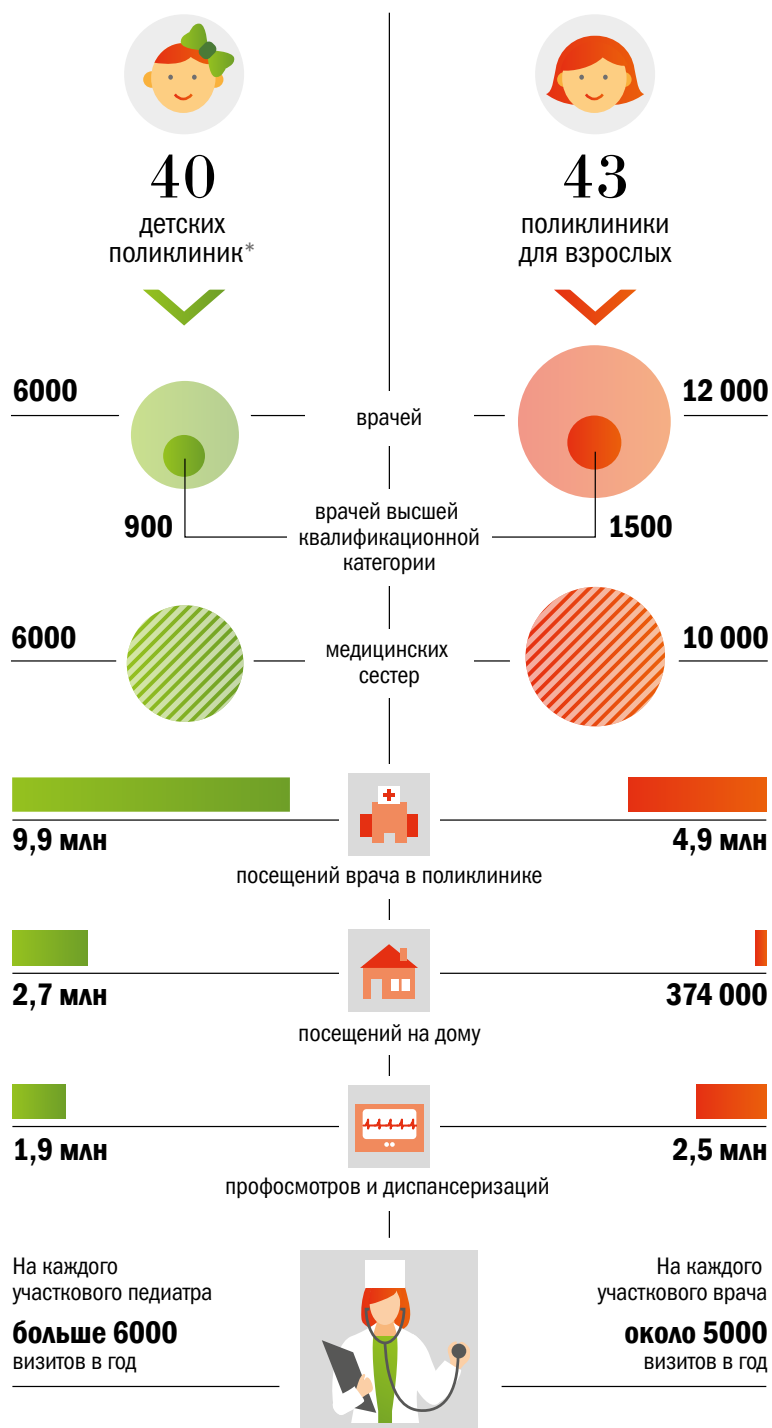 40
детских
поликлиник*
43
поликлиники
для взрослых
6000
врачей
12 000
900
врачей высшей
квалификационной
категории
1500
6000
медицинских
сестер
10 000
9,9 млн
4,9 млн
посещений врача в поликлинике
2,7 млн
374 000
посещений на дому
1,9 млн
2,5 млн
профосмотров и диспансеризаций
На каждого
участкового педиатра
больше 6000
визитов в год
На каждого
участкового врача
около 5000
визитов в год